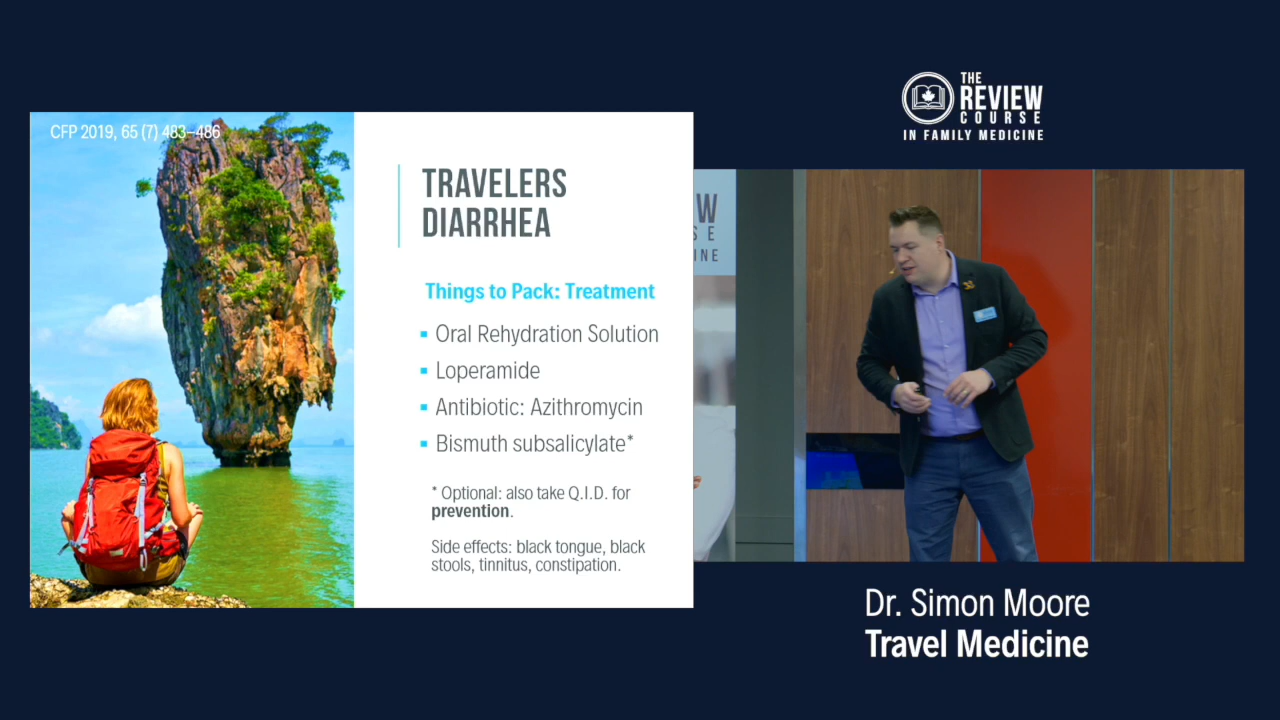 CFP 2019, 65 (7) 483–486
TRAVELERS
DIARRHEA
Things to Pack: Treatment
▪ Oral Rehydration Solution
▪ Loperamide
▪ Antibiotic: Azithromycin
▪ Bismuth subsalicylate*
* Optional: also take Q.I.D. for
prevention.
Side effects: black tongue, black
stools, tinnitus, constipation.
THE
REVIEW
COURSE
IN FAMILY MEDICINE
W
S E
INE
Dr. Simon Moore
Travel Medicine